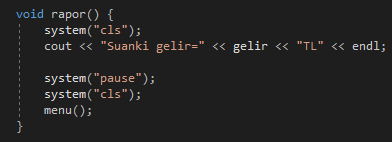 void rapor() {
system("cls");
cout << "Suanki gelir=" << gelir << "TL" << endl;
system("pause");
system("cls");
menu();
}